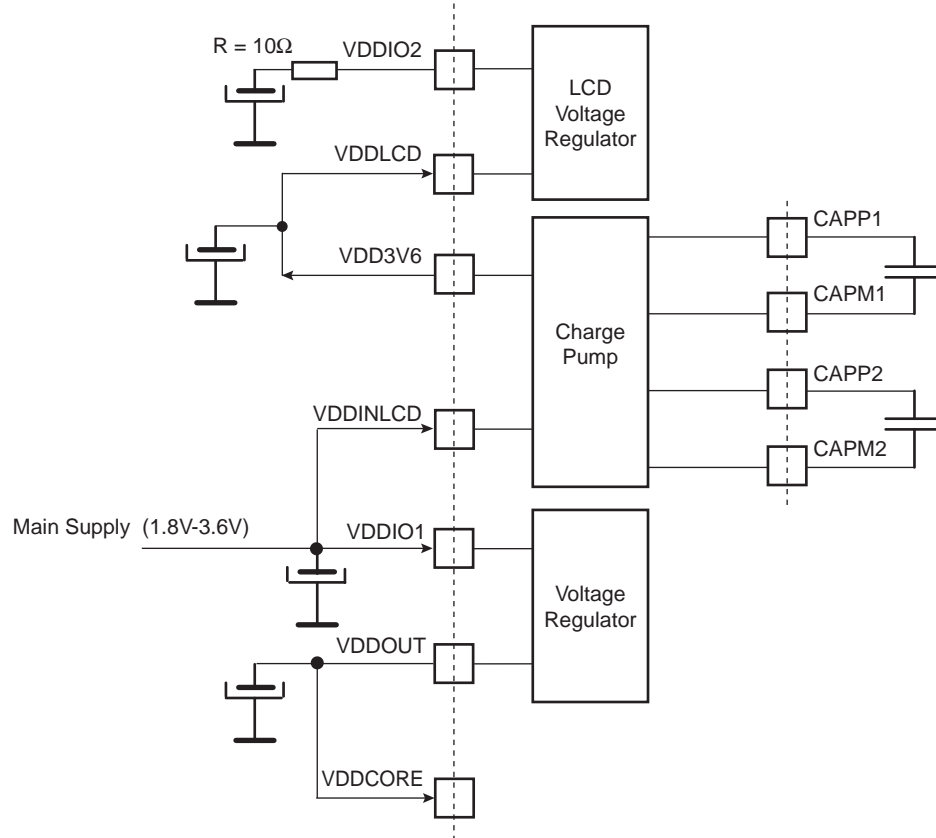 R = 10Ω
VDDIO2
LCD
Voltage
Regulator
VDDLCD
VDD3V6
CAPP1
CAPM1
Charge
Pump
CAPP2
VDDINLCD
CAPM2
Main Supply (1.8V-3.6V)
VDDIO1
Voltage
Regulator
VDDOUT
VDDCORE